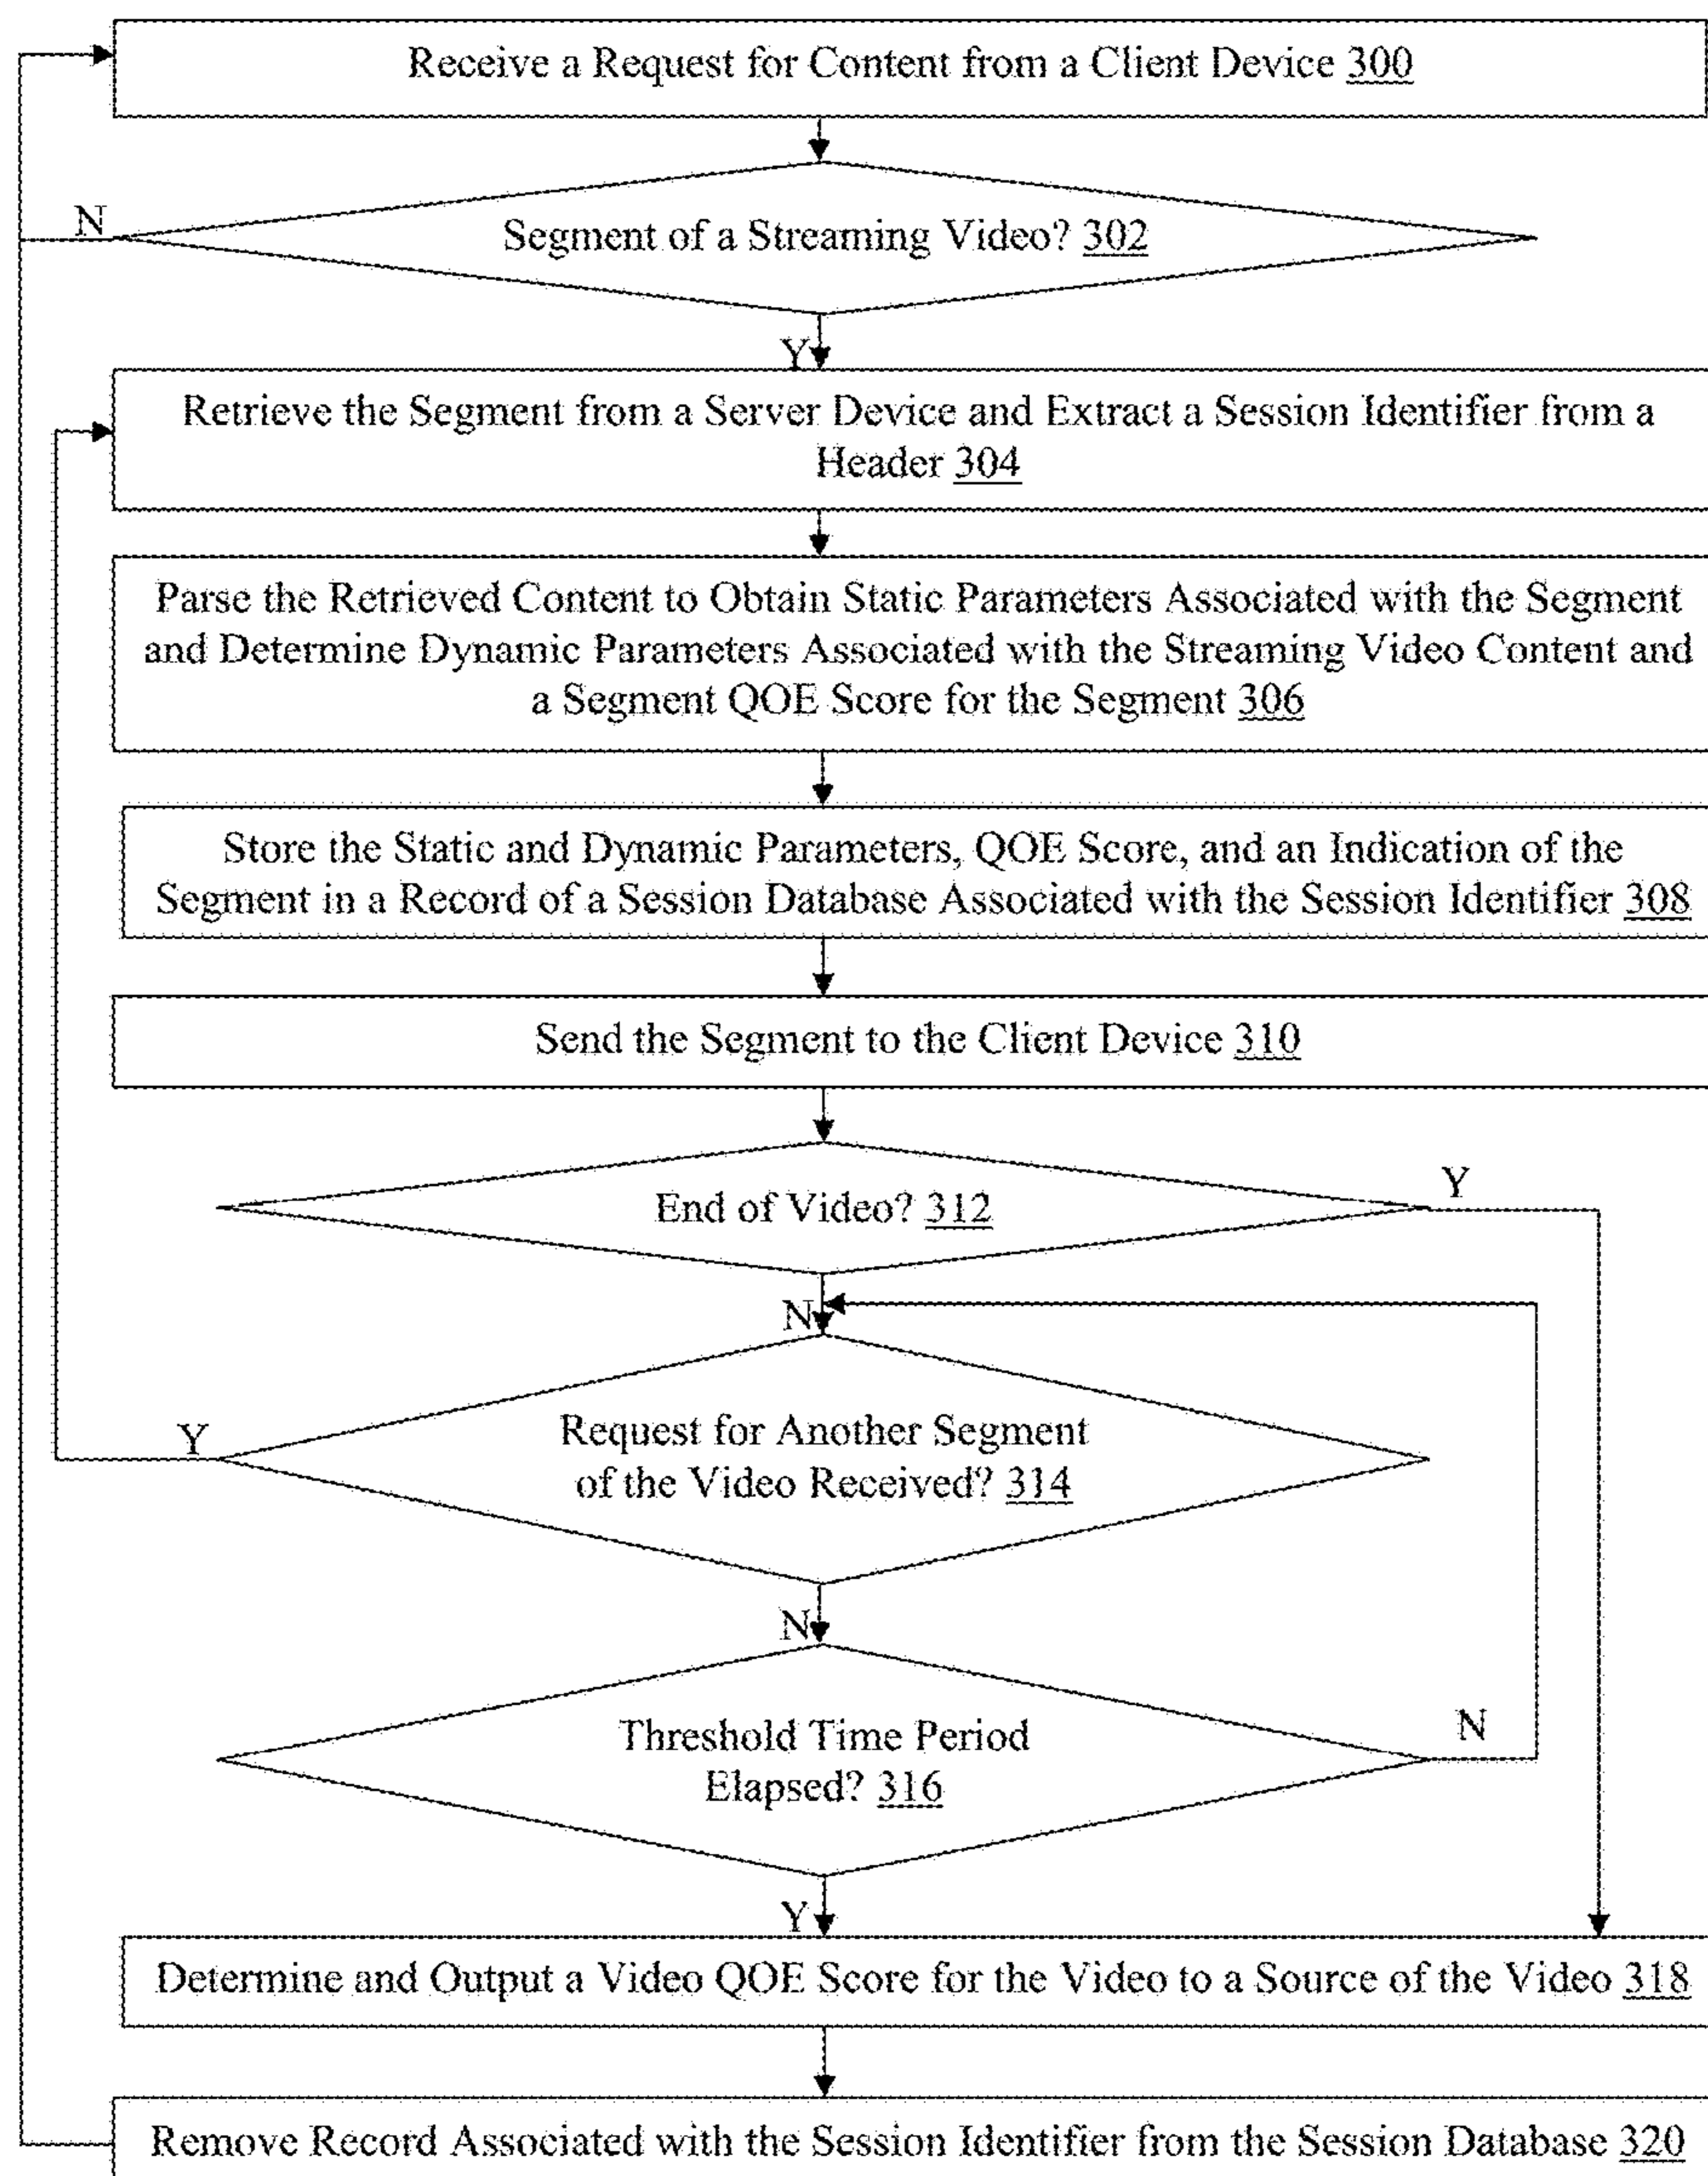 Receive a Request for Content from a Client Device 300
N
Segment of a Streaming Video? 302
Y
Retrieve the Segment from a Server Device and Extract a Session Identifier from a
Header 304
Parse the Retrieved Content to Obtain Static Parameters Associated with the Segment
and Determine Dynamic Parameters Associated with the Streaming Video Content and
a Segment QOE Score for the Segment 306
Store the Static and Dynamic Parameters, QOE Score, and an Indication of the
Segment in a Record of a Session Database Associated with the Session Identifier 308
Send the Segment to the Client Device 310
Y
End of Video? 312
N
Y
Request for Another Segment
of the Video Received? 314
N
N
Threshold Time Period
Elapsed? 316
Y
Determine and Output a Video QOE Score for the Video to a Source of the Video 318
Remove Record Associated with the Session Identifier from the Session Database 320